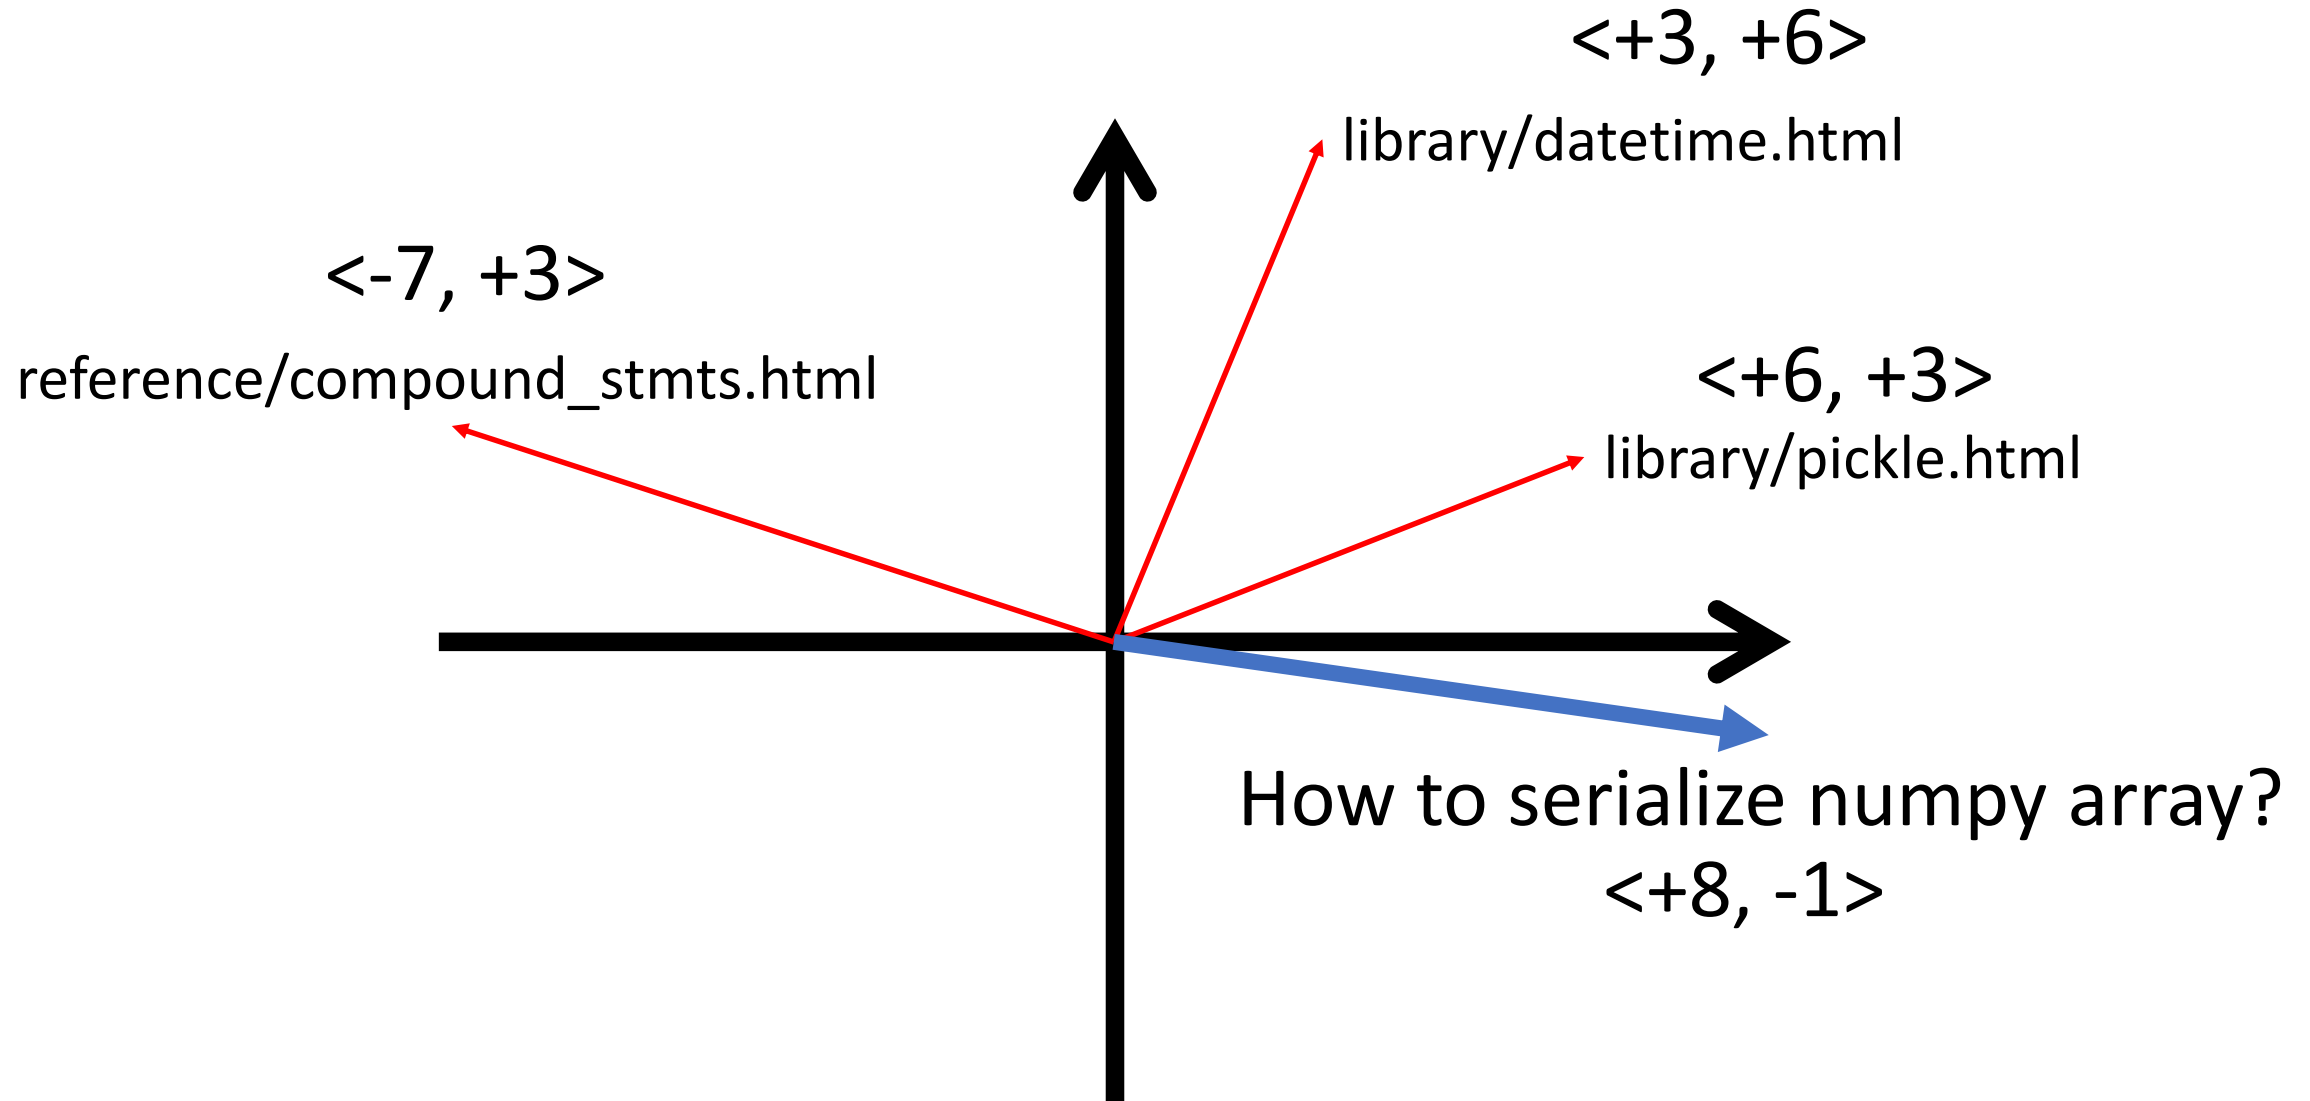 <+3, +6>
library/datetime.html
<-7, +3>
reference/compound_stmts.html
<+6, +3>
library/pickle.html
How to serialize numpy array?
<+8, -1>